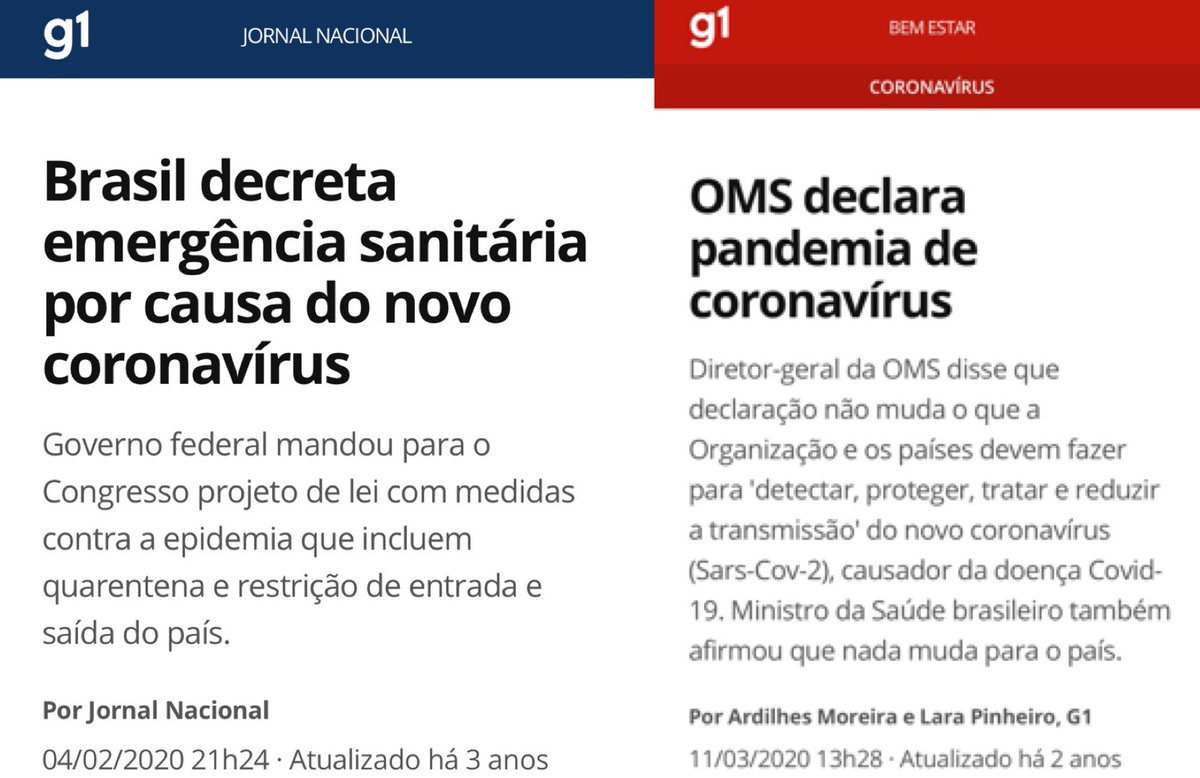 g1
JORNAL NACIONAL
Brasil decreta
emergência sanitária
por causa do novo
coronavírus
Governo federal mandou para o
Congresso projeto de lei com medidas
contra a epidemia que incluem
quarentena e restrição de entrada e
saída do país.
Por Jornal Nacional
04/02/2020 21h24 · Atualizado há 3 anos
g1
BEM ESTAR
CORONAVÍRUS
OMS declara
pandemia de
coronavírus
Diretor-geral da OMS disse que
declaração não muda o que a
Organização e os países devem fazer
para 'detectar, proteger, tratar e reduzir
a transmissão' do novo coronavírus
(Sars-Cov-2), causador da doença Covid-
19. Ministro da Saúde brasileiro também
afirmou que nada muda para o país.
Por Ardilhes Moreira e Lara Pinheiro, G1
11/03/2020 13h28 · Atualizado há 2 anos